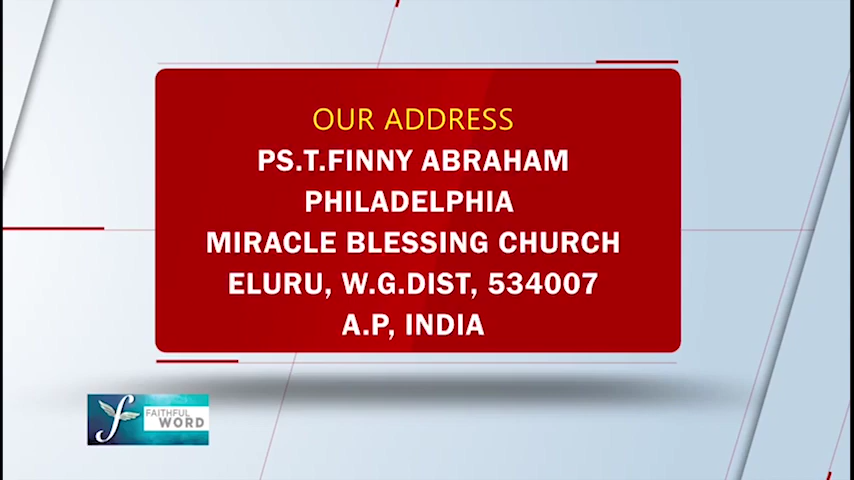 OUR ADDRESS
PS.T.FINNY ABRAHAM
PHILADELPHIA
MIRACLE BLESSING CHURCH
ELURU, W.G.DIST, 534007
A.P, INDIA
FAITHFUL
WORD